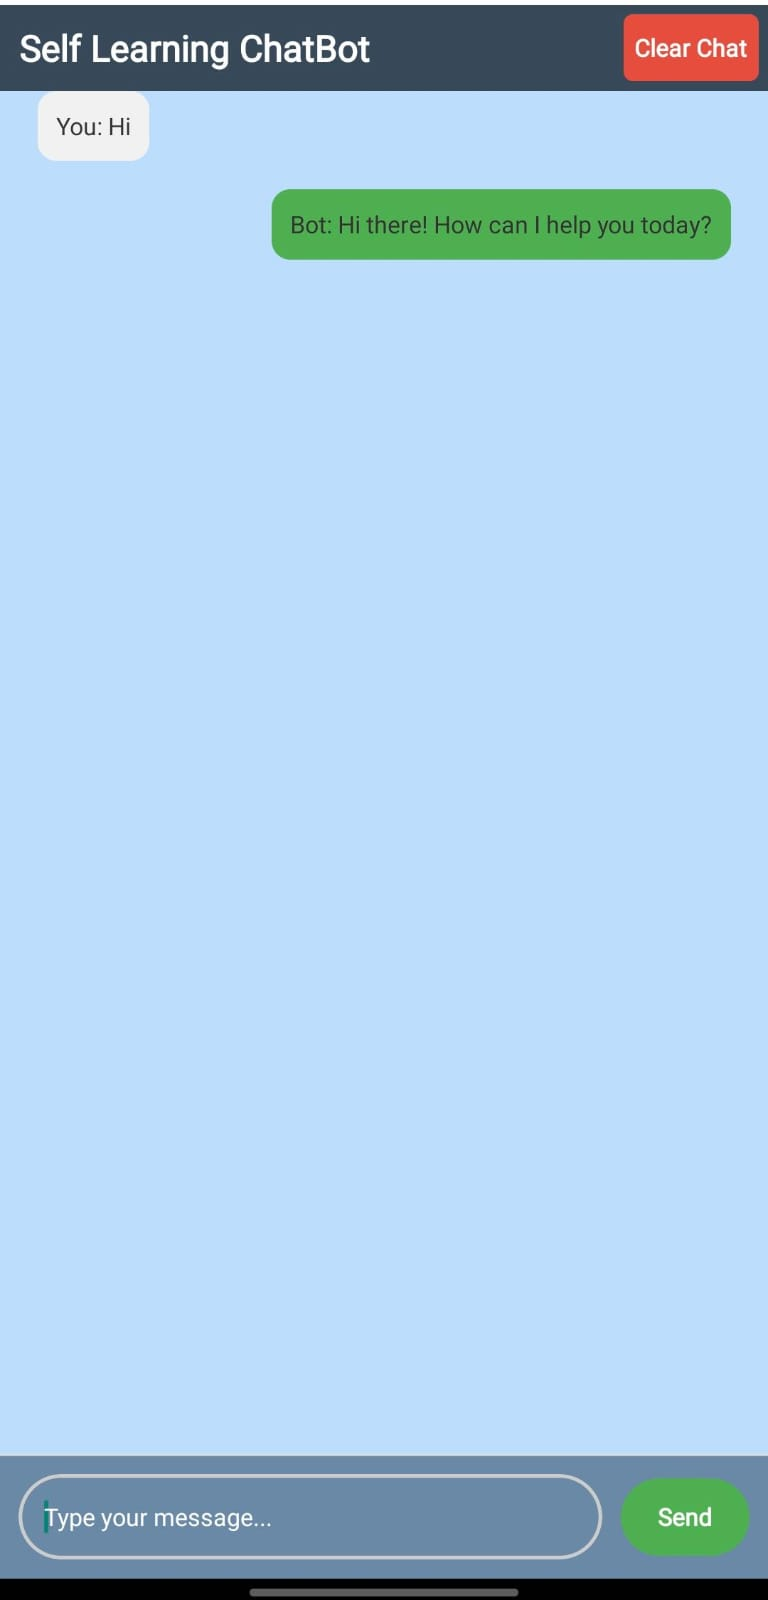 Self Learning ChatBot
Clear Chat
You: Hi
Bot: Hi there! How can I help you today?
Type your message...
Send